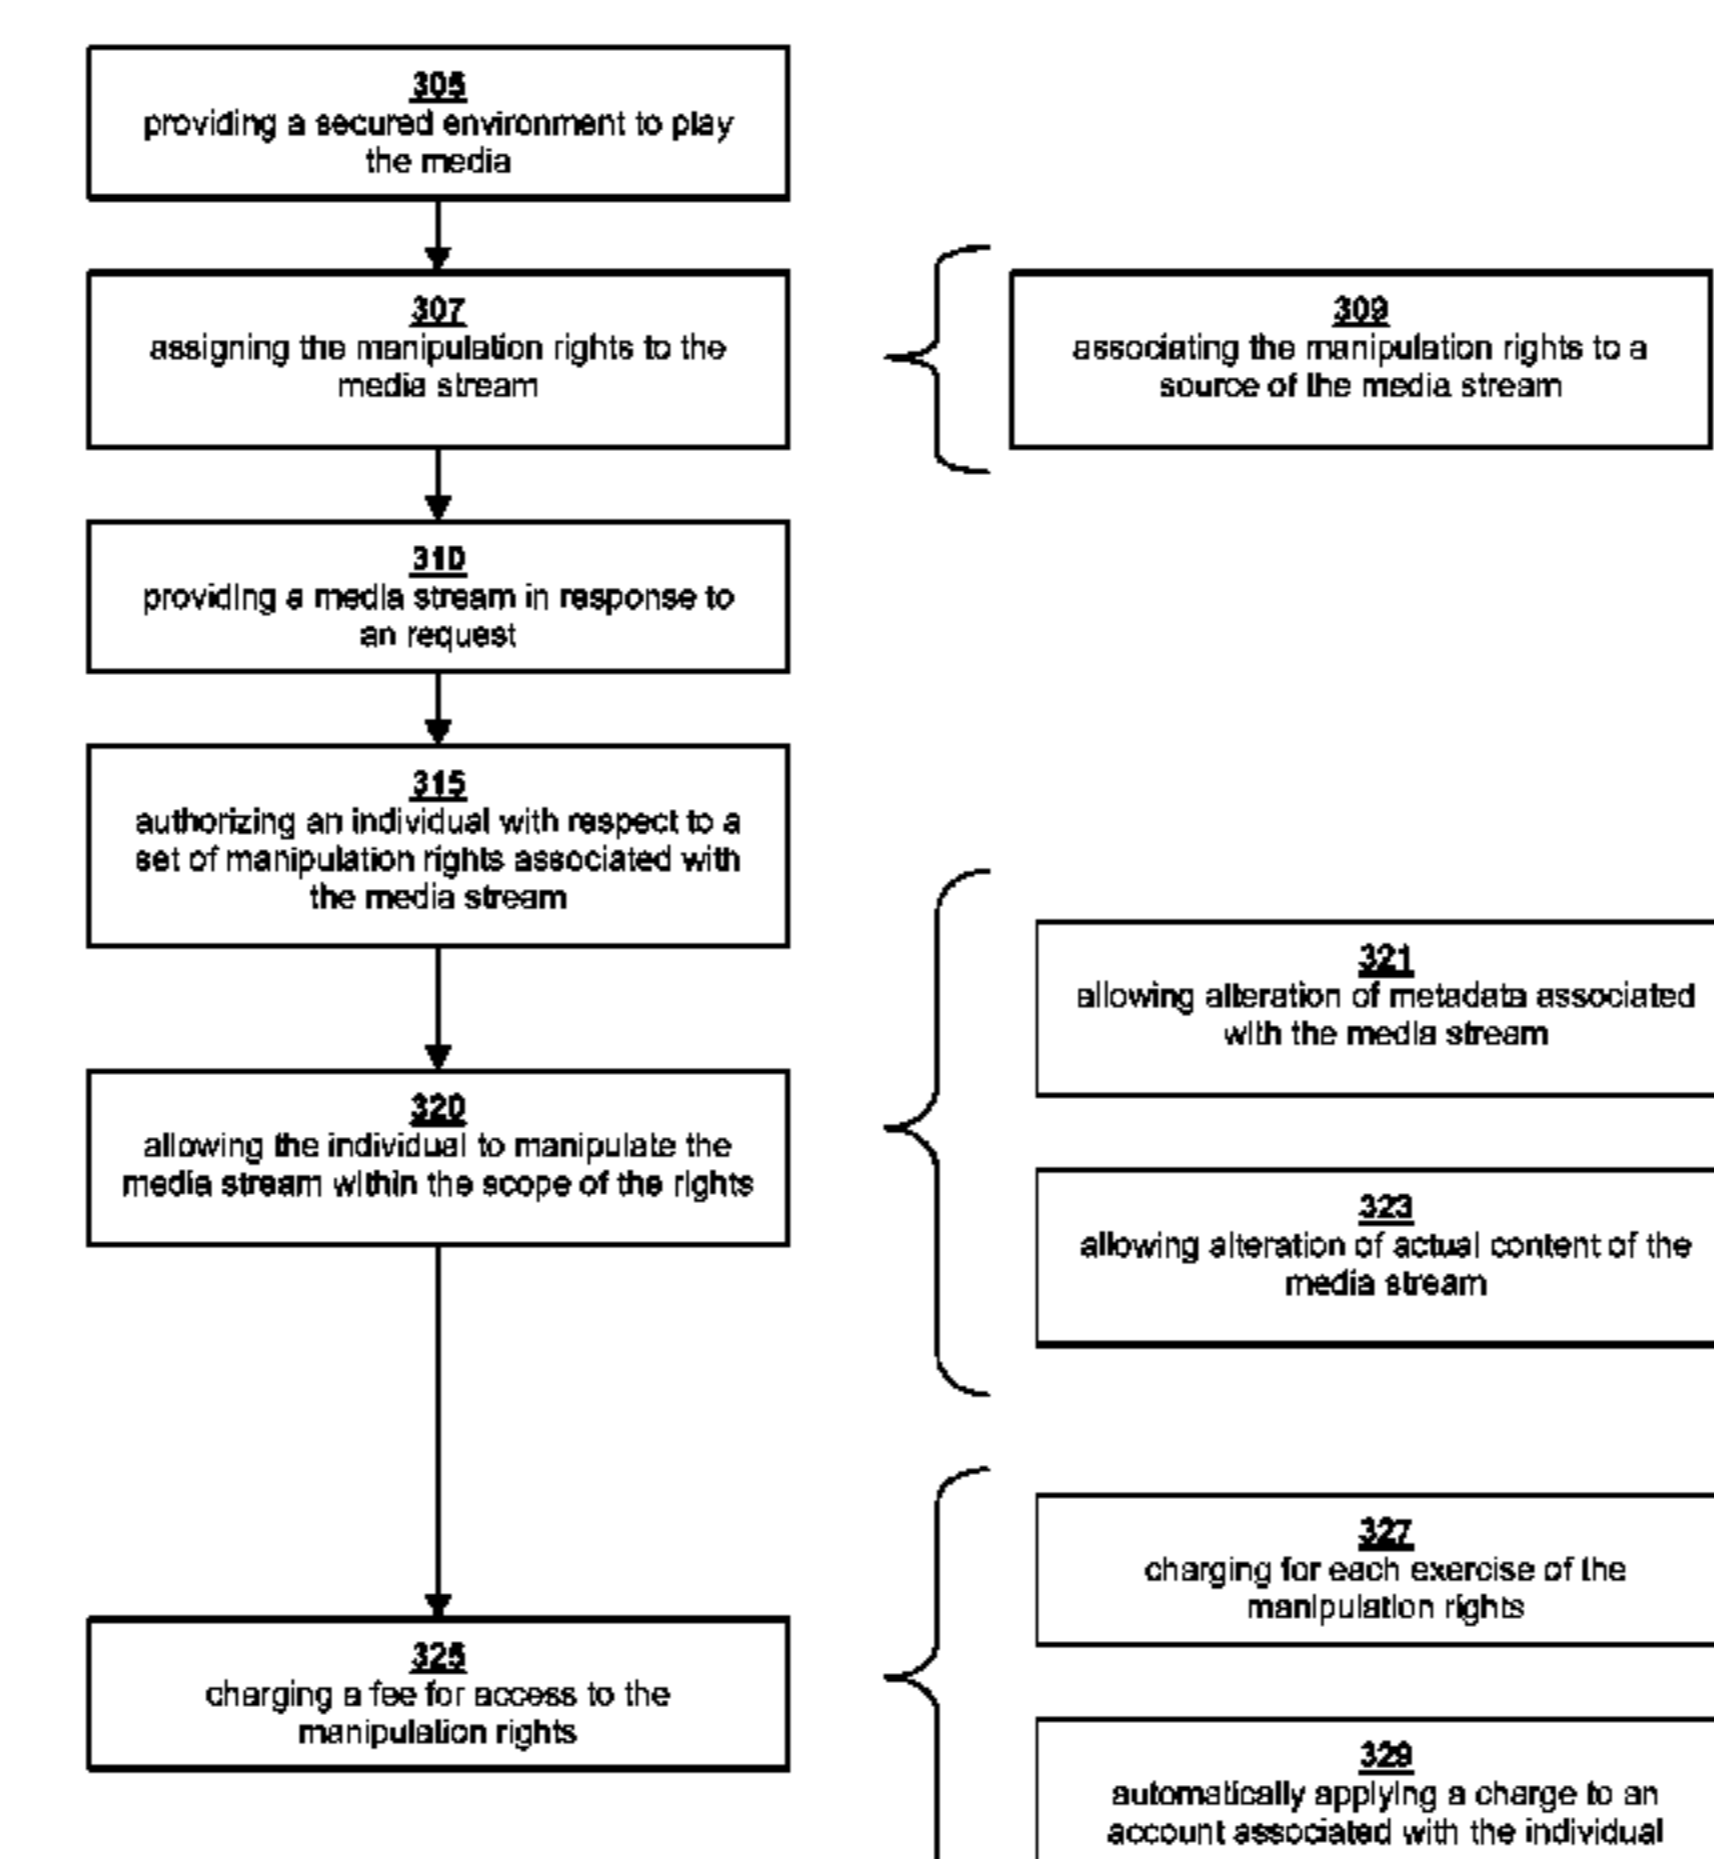 305
providing a secured environment to play
the media
307
assigning the manipulation rights to the
media stream
309
associating the manipulation rights to a
source of the media stream
310
providing a media stream in response to
an request
315
authorizing an individual with respect to a
set of manipulation rights associated with
the media stream
320
allowing the individual to manipulate the
media stream within the scope of the rights
321
allowing alteration of metadata associated
with the media stream
323
allowing alteration of actual content of the
media stream
325
charging a fee for access to the
manipulation rights
327
charging for each exercise of the
manipulation rights
329
automatically applying a charge to an
account associated with the individual